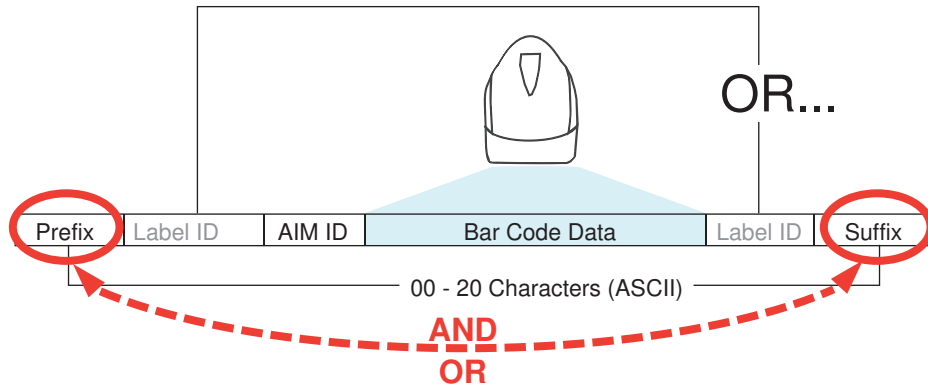 OR...
Prefix Label ID AIM ID Bar Code Data Label ID Suffix
00 - 20 Characters (ASCII)
AND
OR